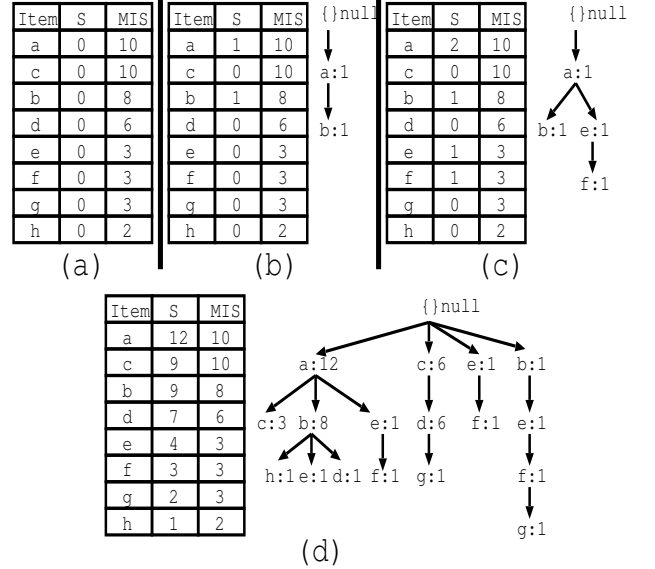 Item S MIS
a 0 10
c 0 10
b 0 8
d 0 6
e 0 3
f 0 3
g 0 3
h 0 2
(a)
Item S MIS {}null
a 1 10
c 0 10 a:1
b 1 8
d 0 6 b:1
e 0 3
f 0 3
g 0 3
h 0 2
(b)
Item S MIS {}null
a 2 10
c 0 10 a:1
b 1 8
d 0 6 b:1 e:1
e 1 3
f 1 3 f:1
g 0 3
h 0 2
(c)
Item S MIS {}null
a 12 10
c 9 10 a:12 c:6 e:1 b:1
b 9 8
d 7 6 c:3 b:8 e:1 d:6 f:1 e:1
e 4 3
f 3 3 h:1 e:1 d:1 f:1 g:1 f:1
g 2 3
h 1 2 g:1
(d)